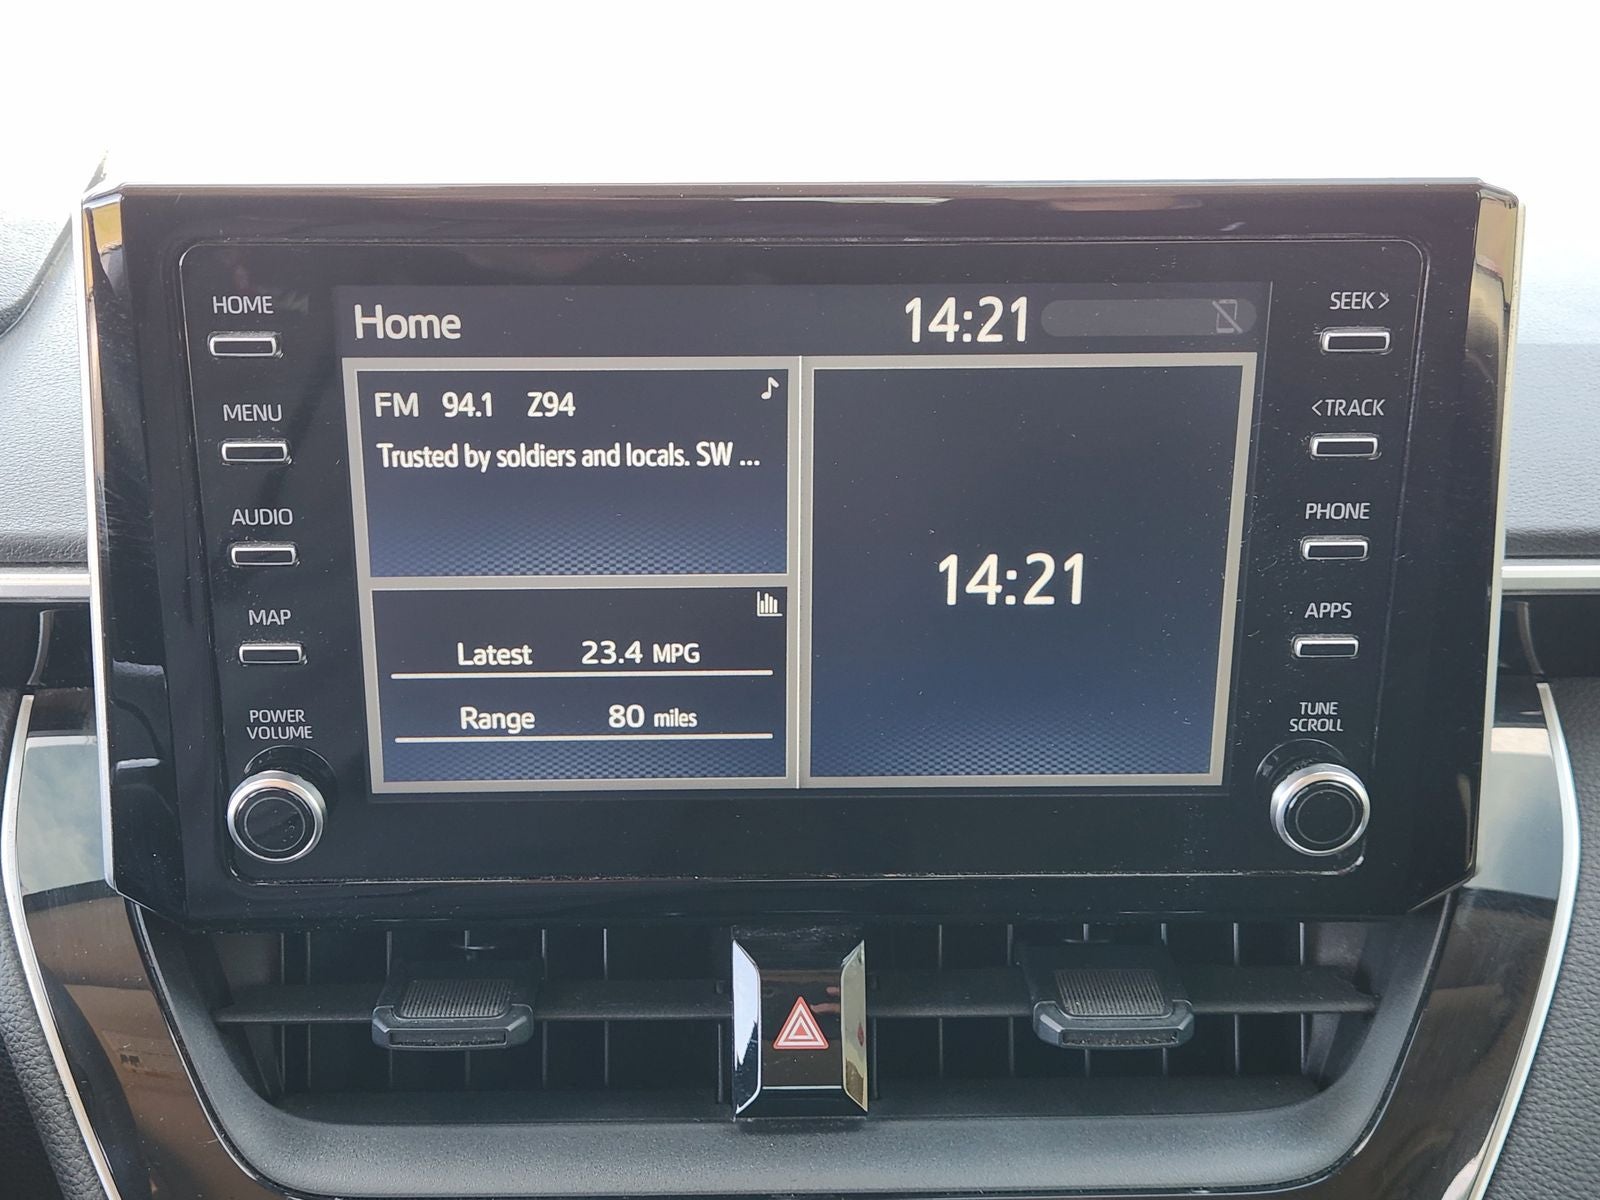 HOME
MENU
AUDIO
MAP
POWER
VOLUME
Home 14:21
FM 94.1 Z94
Trusted by soldiers and locals. SW ...
Latest 23.4 MPG
Range 80 miles
14:21
SEEK>
<TRACK
PHONE
APPS
TUNE
SCROLL